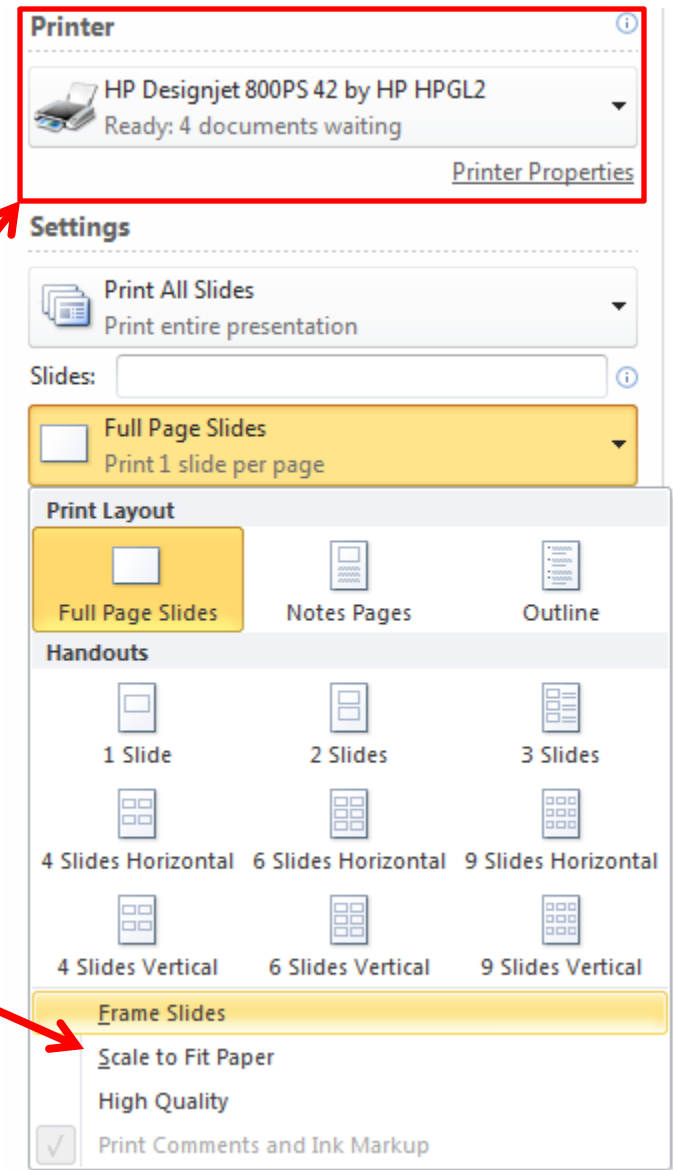 Printer
HP Designjet 800PS 42 by HP HPGL2
Ready: 4 documents waiting
Printer Properties
Settings
Print All Slides
Print entire presentation
Slides:
Full Page Slides
Print 1 slide per page
Print Layout
Full Page Slides Notes Pages Outline
Handouts
1 Slide 2 Slides 3 Slides
4 Slides Horizontal 6 Slides Horizontal 9 Slides Horizontal
4 Slides Vertical 6 Slides Vertical 9 Slides Vertical
Frame Slides
Scale to Fit Paper
High Quality
Print Comments and Ink Markup